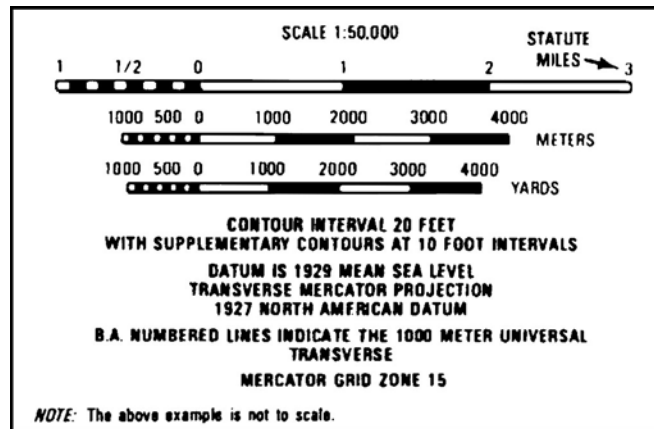 SCALE 1:50,000
STATUTE
MILES
1 1/2 0 1 2 3
1000 500 0 1000 2000 3000 4000
METERS
1000 500 0 1000 2000 3000 4000
YARDS
CONTOUR INTERVAL 20 FEET
WITH SUPPLEMENTARY CONTOURS AT 10 FOOT INTERVALS
DATUM IS 1929 MEAN SEA LEVEL
TRANSVERSE MERCATOR PROJECTION
1927 NORTH AMERICAN DATUM
B.A. NUMBERED LINES INDICATE THE 1000 METER UNIVERSAL
TRANSVERSE
MERCATOR GRID ZONE 15
NOTE: The above example is not to scale.